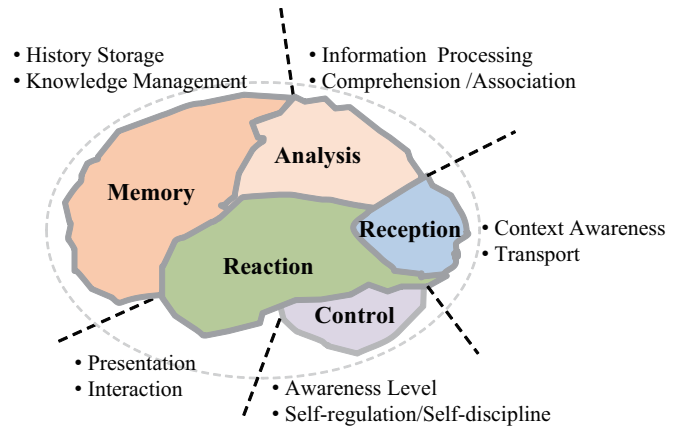 • History Storage
• Knowledge Management
• Information Processing
• Comprehension /Association
Analysis
Memory
Reception
• Context Awareness
• Transport
Reaction
Control
• Presentation
• Interaction
• Awareness Level
• Self-regulation/Self-discipline